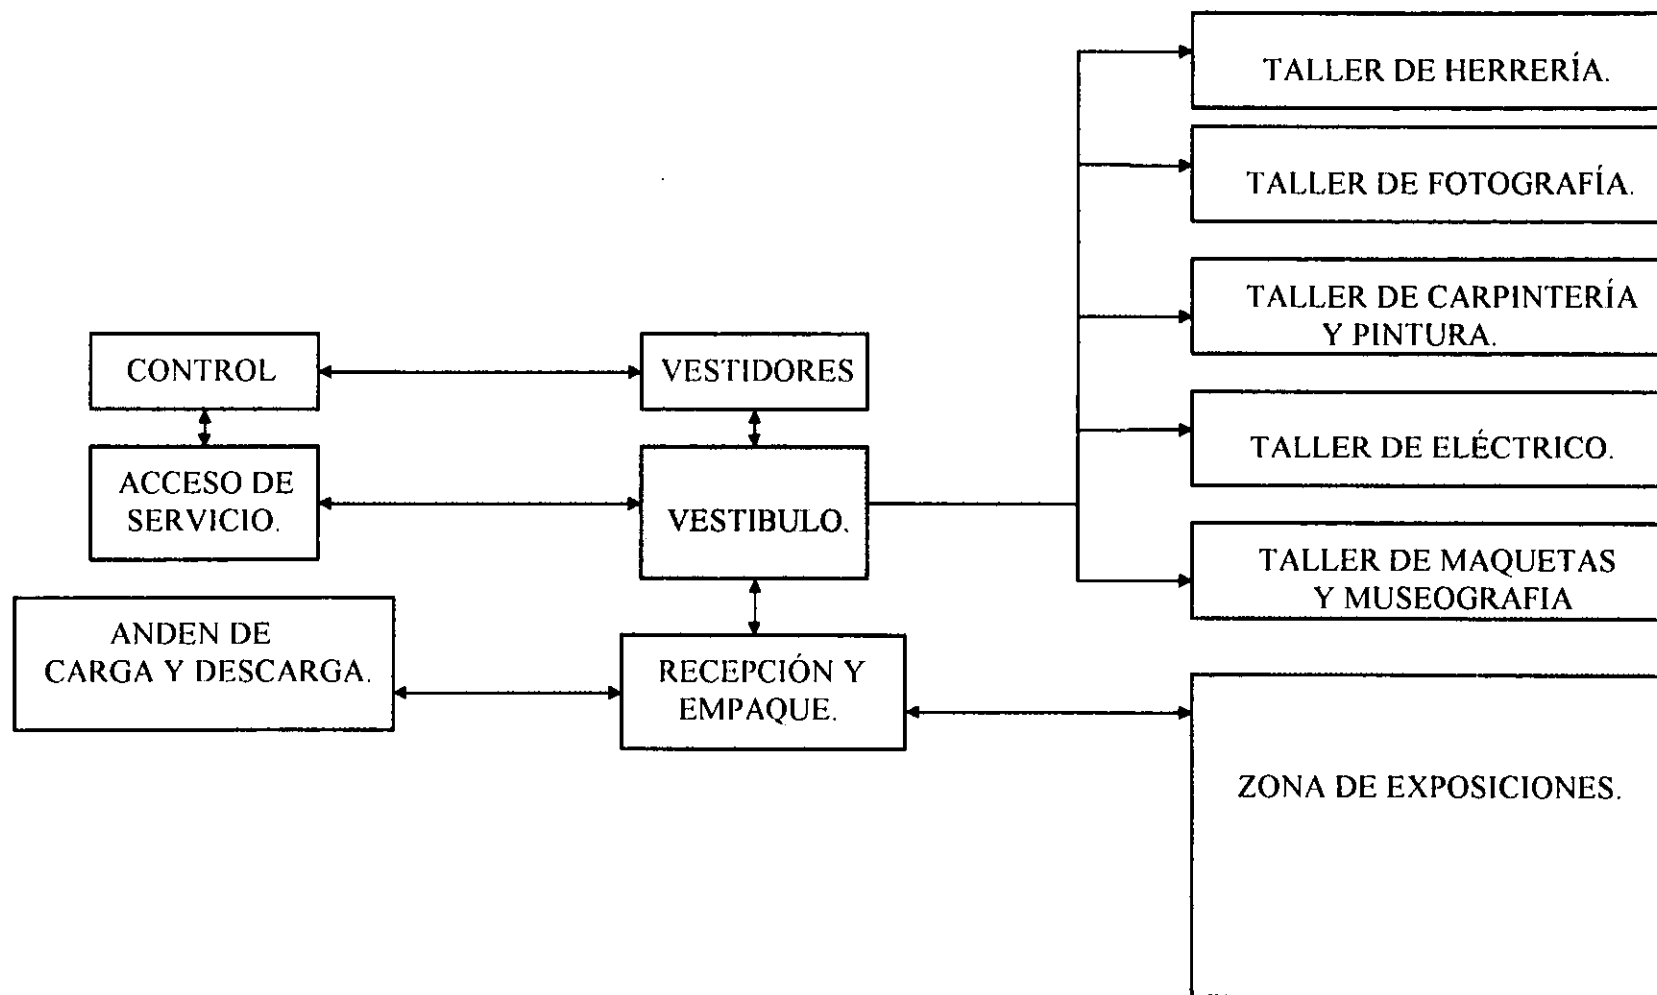 TALLER DE HERRERÍA.
TALLER DE FOTOGRAFÍA.
TALLER DE CARPINTERÍA
Y PINTURA.
CONTROL
VESTIDORES
TALLER DE ELÉCTRICO.
ACCESO DE
SERVICIO.
VESTIBULO.
TALLER DE MAQUETAS
Y MUSEOGRAFIA
ANDEN DE
CARGA Y DESCARGA.
RECEPCIÓN Y
EMPAQUE.
ZONA DE EXPOSICIONES.